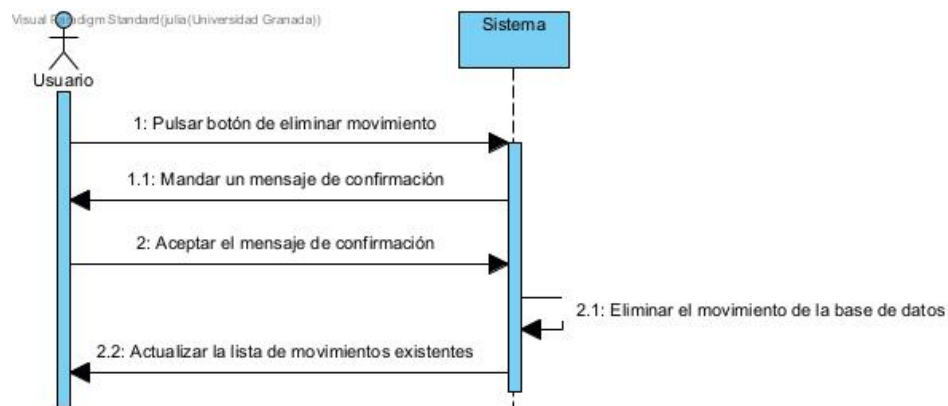 Visual Paradigm Standard(julia(Universidad Granada))
Sistema
Usuario
1: Pulsar botón de eliminar movimiento
1.1: Mandar un mensaje de confirmación
2: Aceptar el mensaje de confirmación
2.1: Eliminar el movimiento de la base de datos
2.2: Actualizar la lista de movimientos existentes